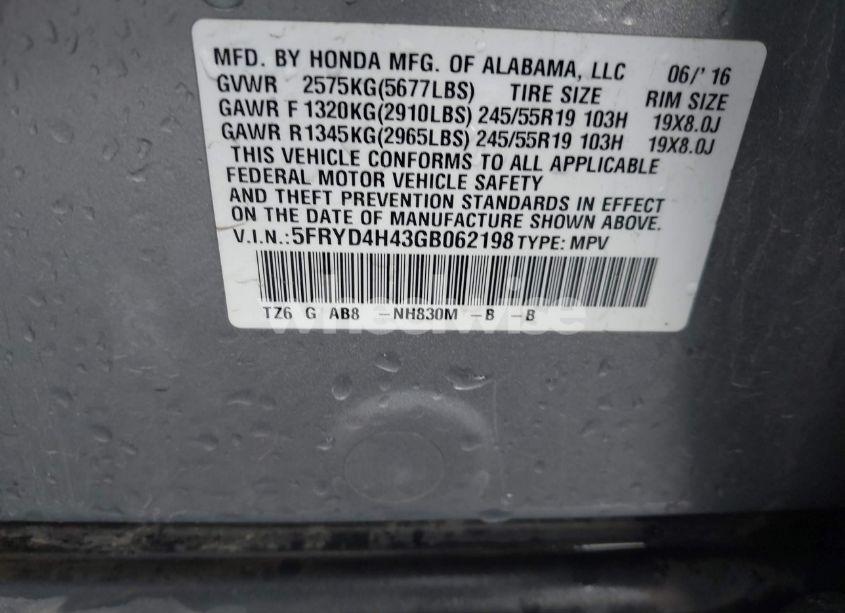 MFD. BY HONDA MFG. OF ALABAMA, LLC 06/' 16
GVWR 2575KG(5677LBS) TIRE SIZE RIM SIZE
GAWR F 1320KG(2910LBS) 245/55R19 103H 19X8.0J
GAWR R1345KG(2965LBS) 245/55R19 103H 19X8.0J
THIS VEHICLE CONFORMS TO ALL APPLICABLE
FEDERAL MOTOR VEHICLE SAFETY
AND THEFT PREVENTION STANDARDS IN EFFECT
ON THE DATE OF MANUFACTURE SHOWN ABOVE.
V.I.N.:5FRYD4H43GB062198 TYPE: MPV
TZ6 G AB8 -NH830M -B -B
wheelwise